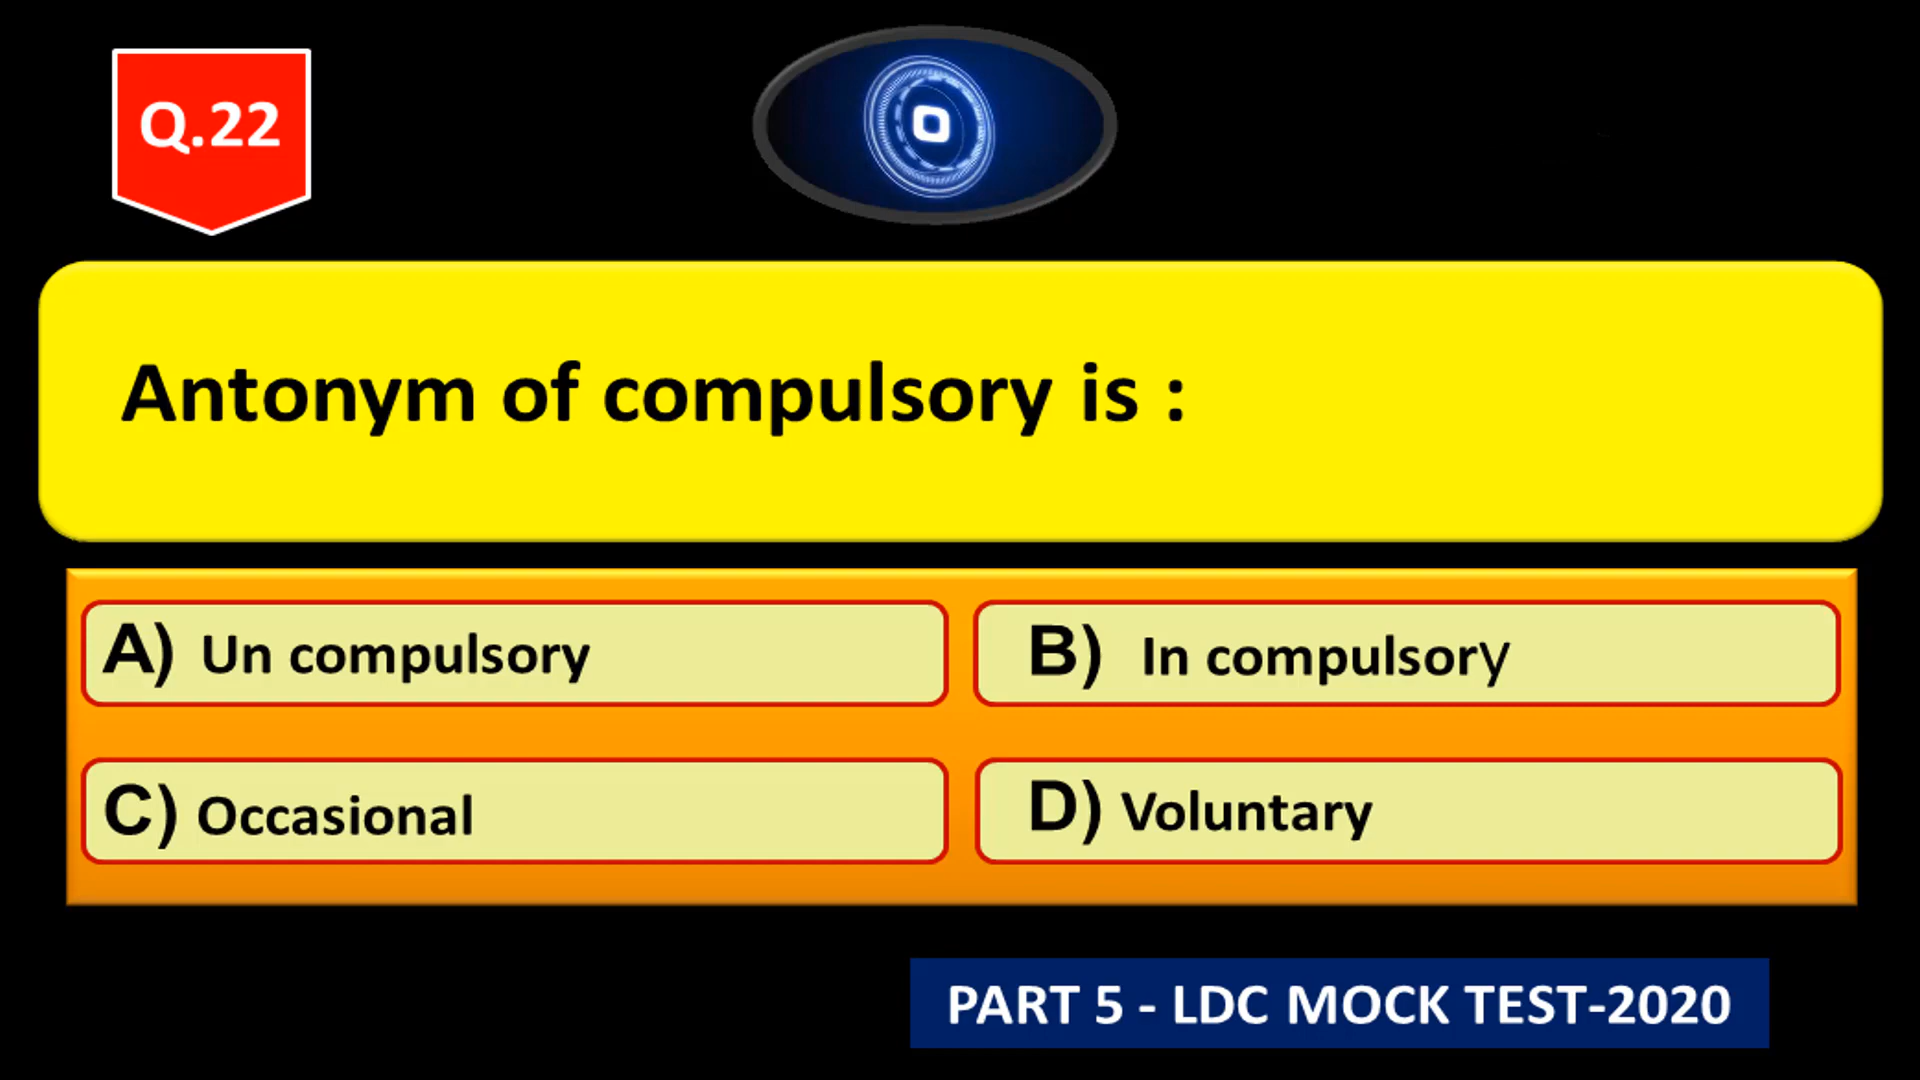 Q.22
Antonym of compulsory is :
A) Un compulsory
B) In compulsory
C) Occasional
D) Voluntary
PART 5 - LDC MOCK TEST-2020